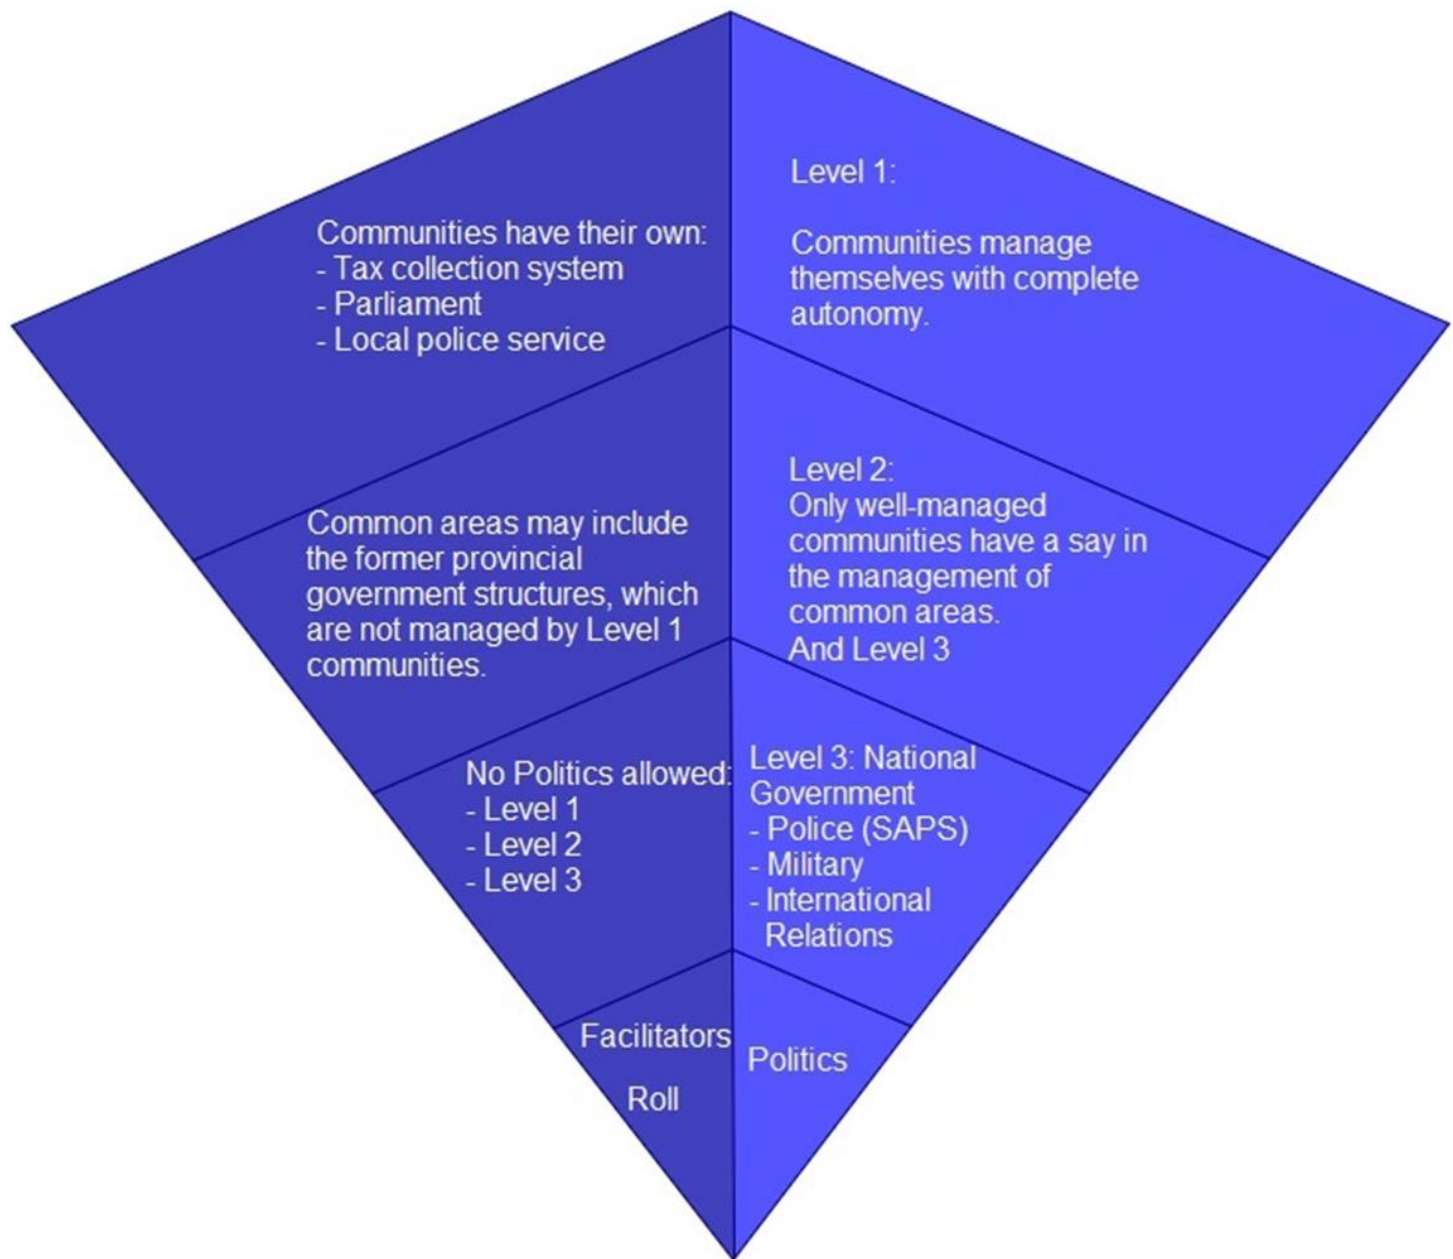 Communities have their own:
- Tax collection system
- Parliament
- Local police service
Level 1:
Communities manage
themselves with complete
autonomy.
Common areas may include
the former provincial
government structures, which
are not managed by Level 1
communities.
Level 2:
Only well-managed
communities have a say in
the management of
common areas.
And Level 3
No Politics allowed:
- Level 1
- Level 2
- Level 3
Level 3: National
Government
- Police (SAPS)
- Military
- International
Relations
Facilitators
Roll
Politics